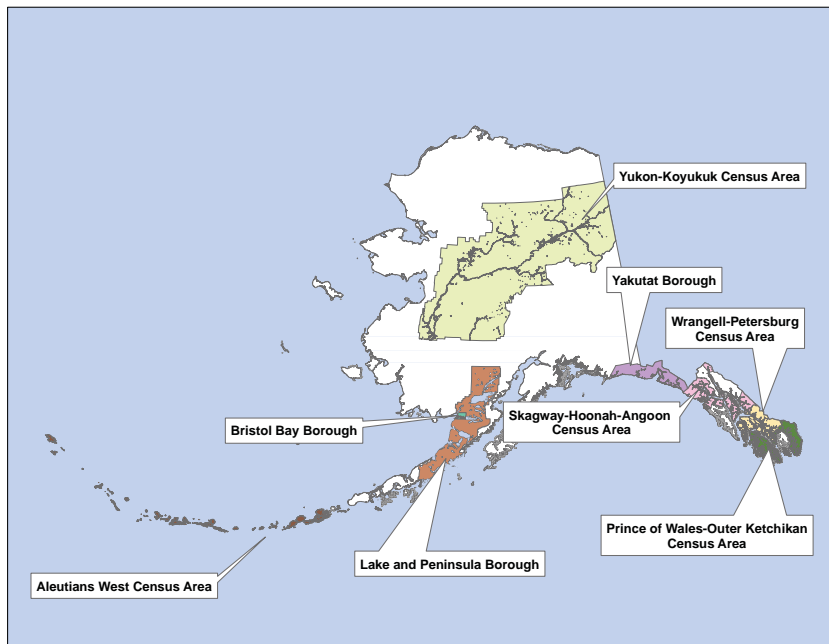 Yukon-Koyukuk Census Area
Yakutat Borough
Wrangell-Petersburg
Census Area
Skagway-Hoonah-Angoon
Census Area
Bristol Bay Borough
Prince of Wales-Outer Ketchikan
Census Area
Lake and Peninsula Borough
Aleutians West Census Area